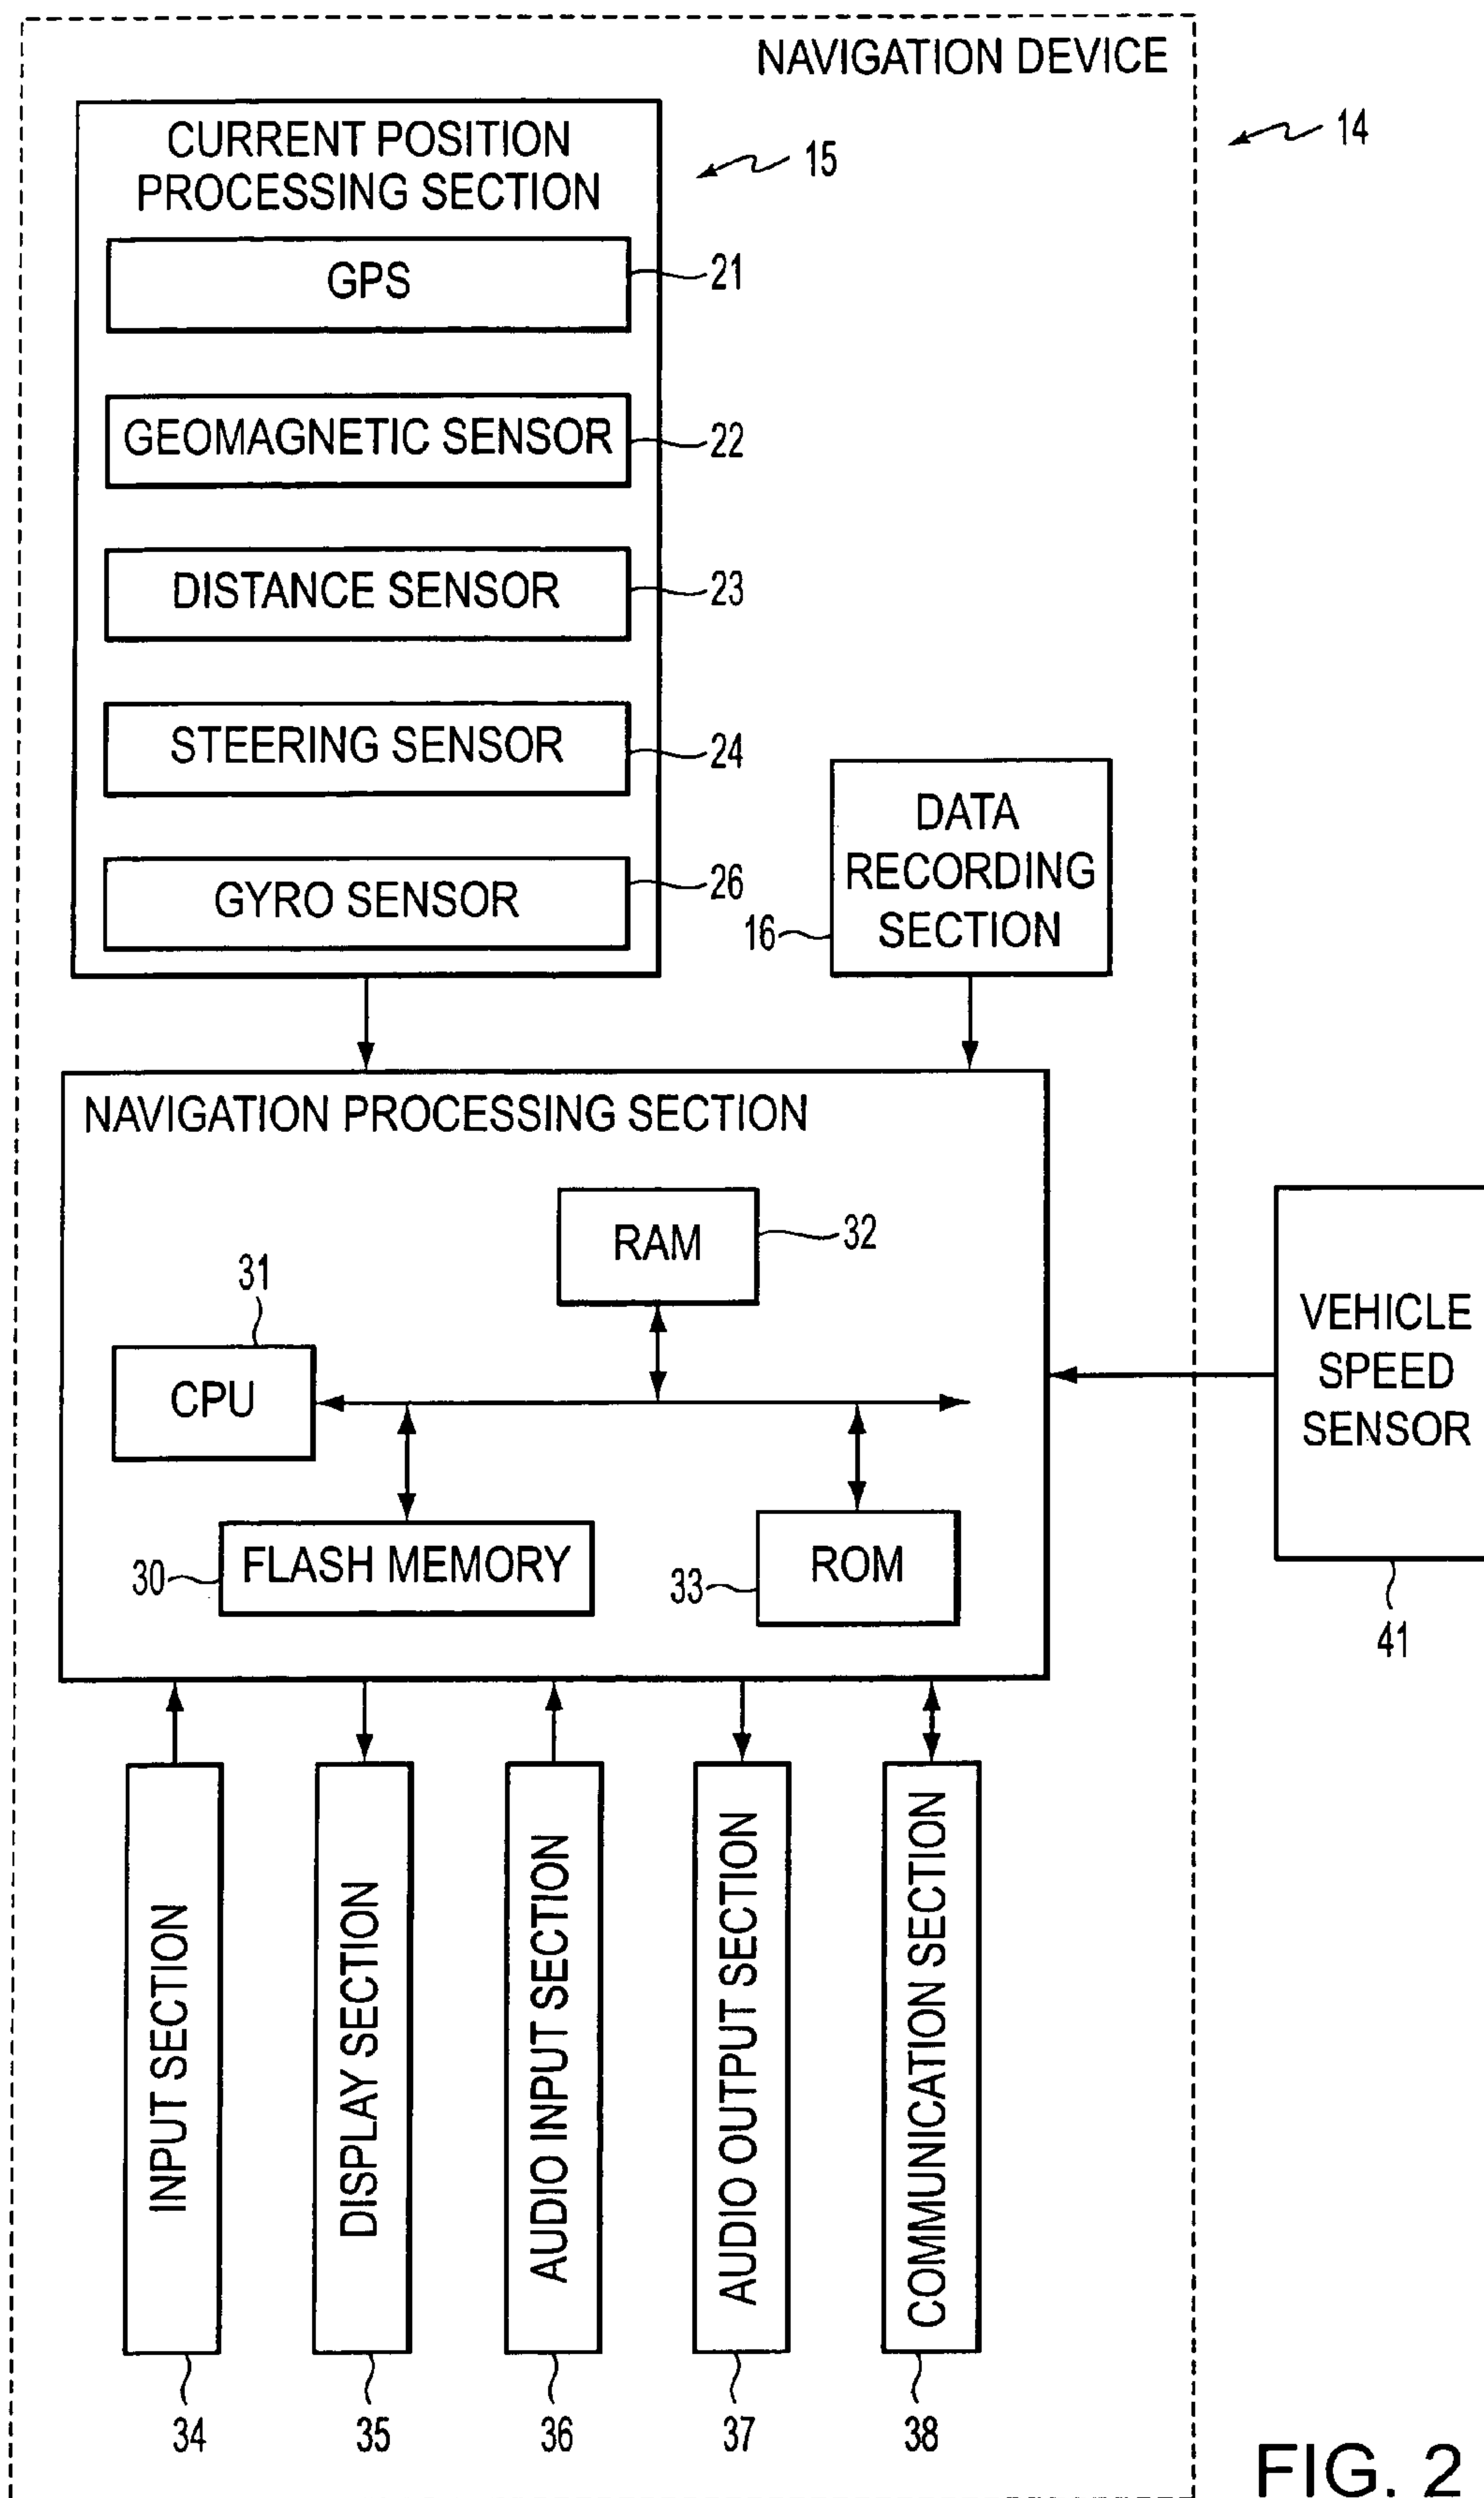 NAVIGATION DEVICE
14
CURRENT POSITION
PROCESSING SECTION
15
GPS
21
GEOMAGNETIC SENSOR
22
DISTANCE SENSOR
23
STEERING SENSOR
24
GYRO SENSOR
26
DATA
RECORDING
SECTION
16
NAVIGATION PROCESSING SECTION
RAM
32
31
CPU
FLASH MEMORY
30
ROM
33
VEHICLE
SPEED
SENSOR
41
INPUT SECTION
DISPLAY SECTION
AUDIO INPUT SECTION
AUDIO OUTPUT SECTION
COMMUNICATION SECTION
34
35
36
37
38
FIG. 2